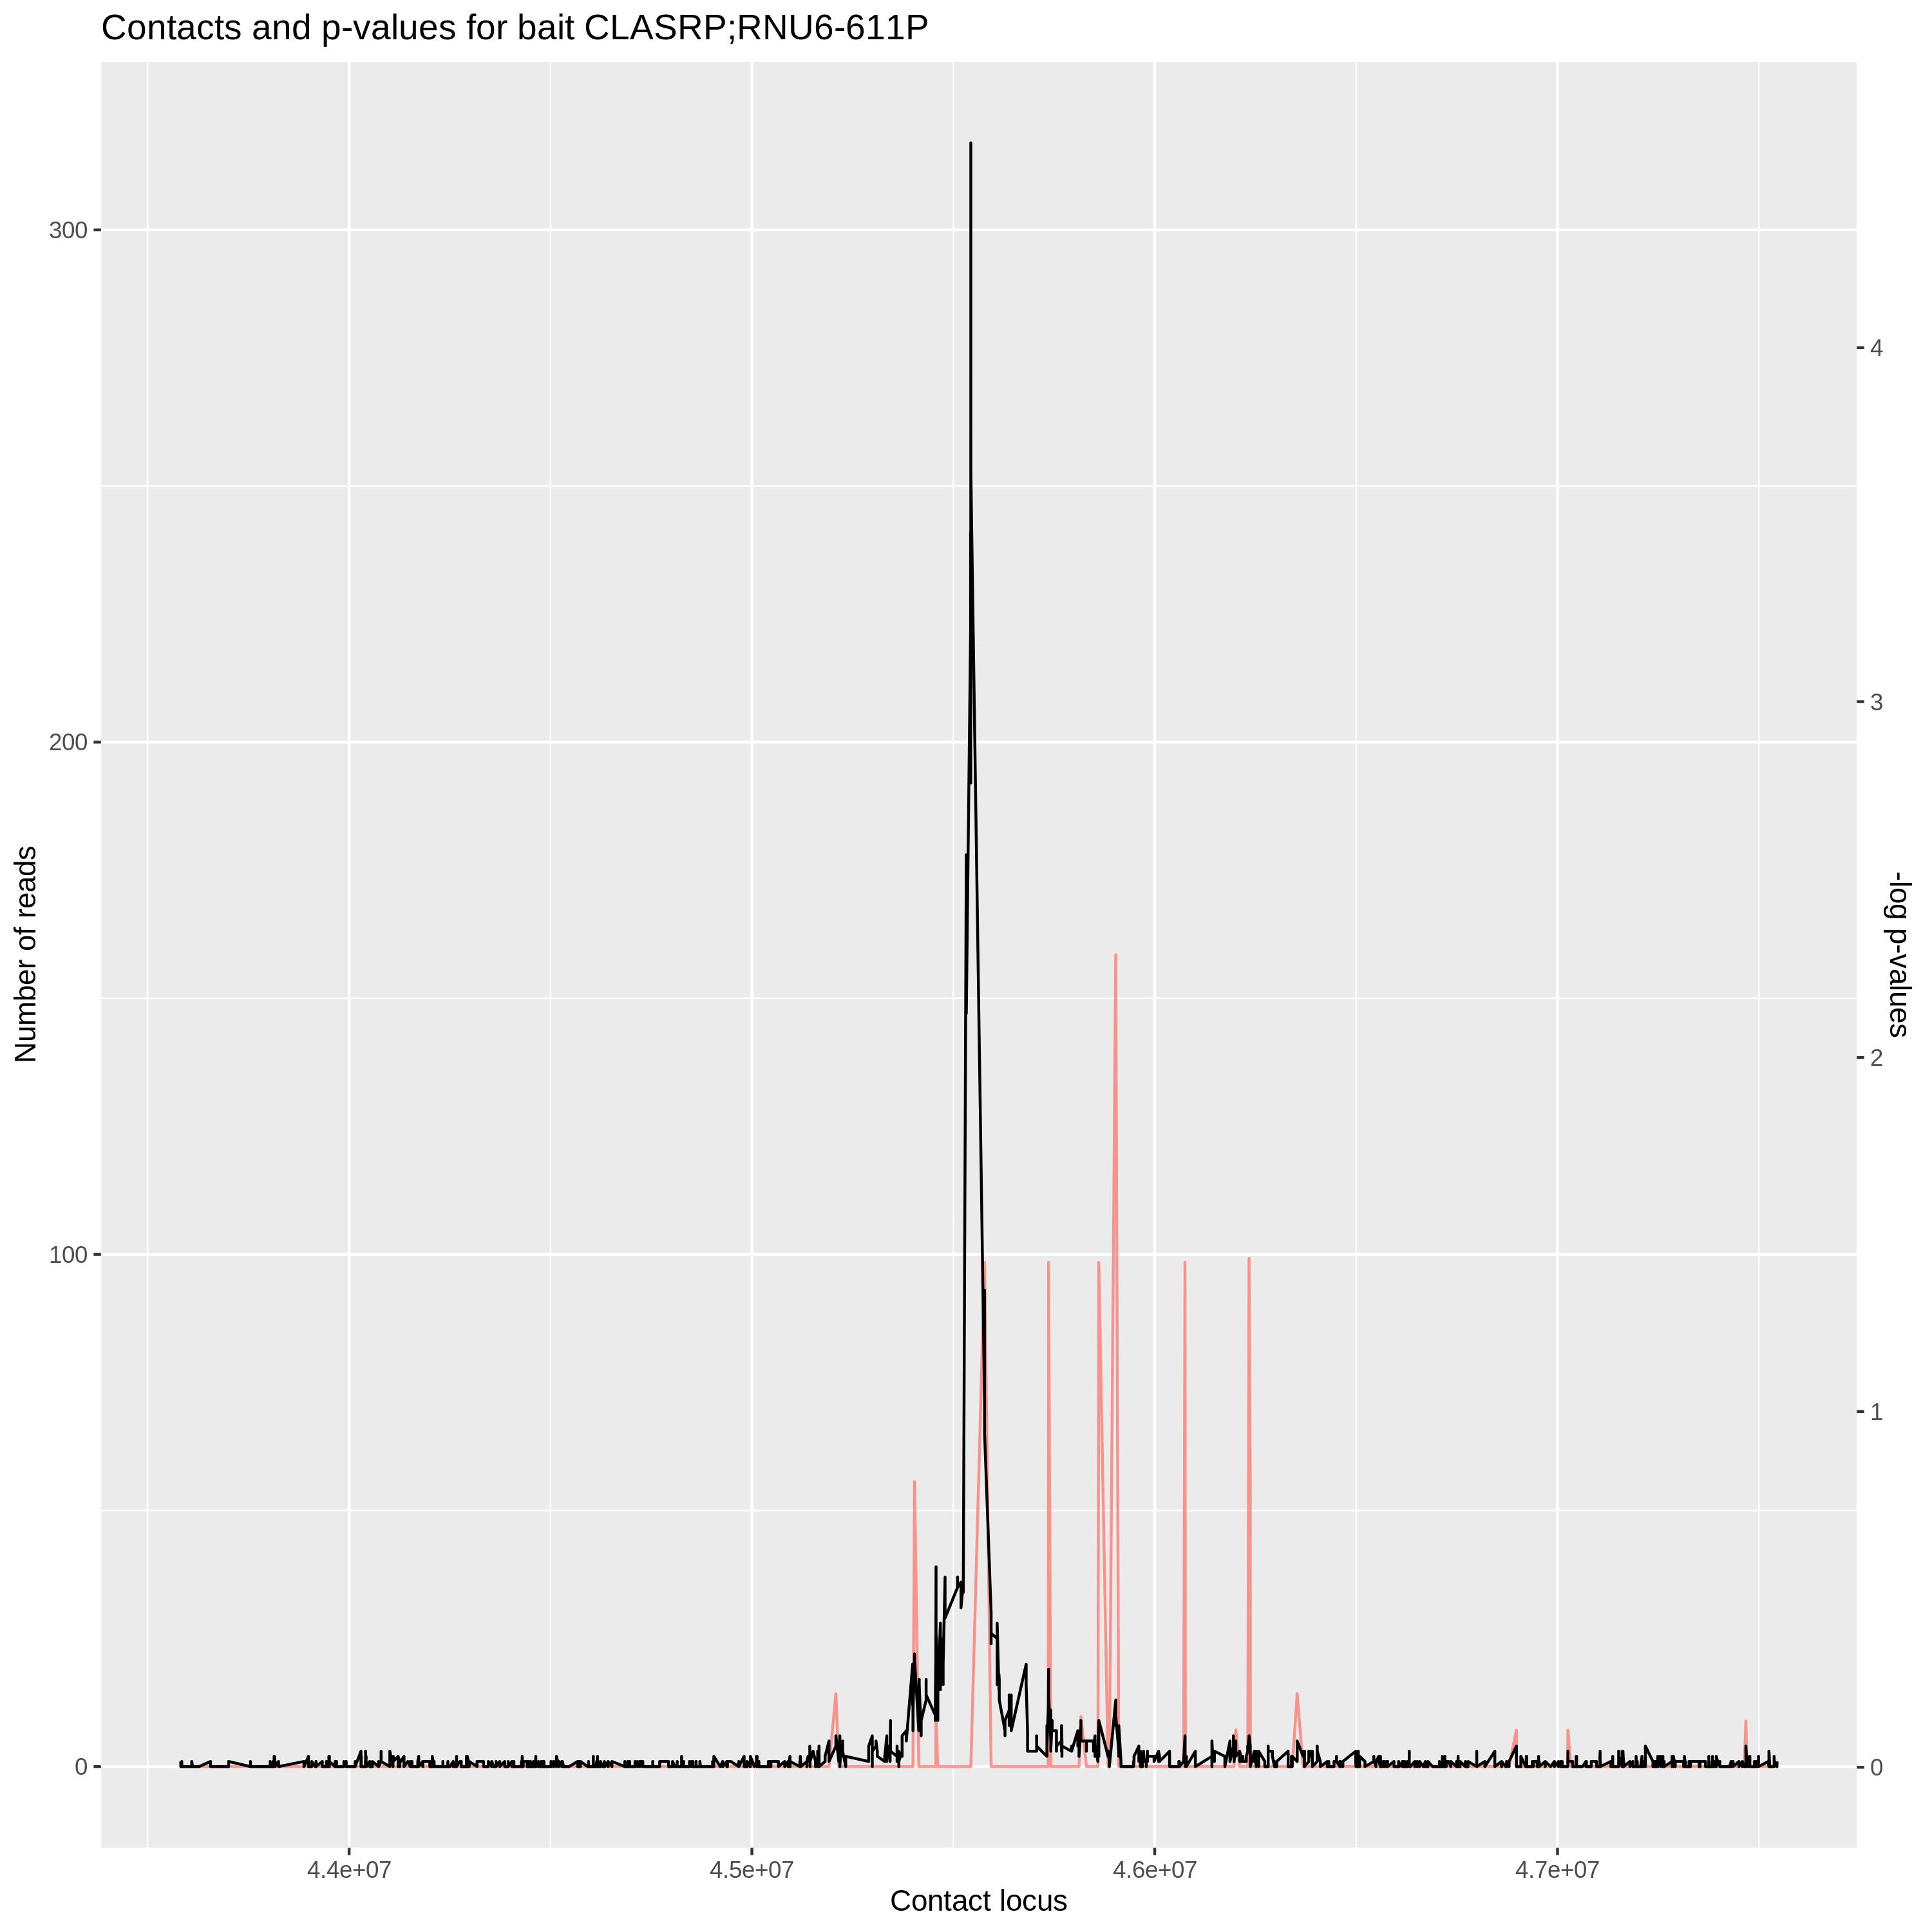 Contacts and p-values for bait CLASRP;RNU6-611P
300
200
100
0
Number of reads
4
3
2
1
0
-log p-values
4.4e+07
4.5e+07
4.6e+07
4.7e+07
Contact locus